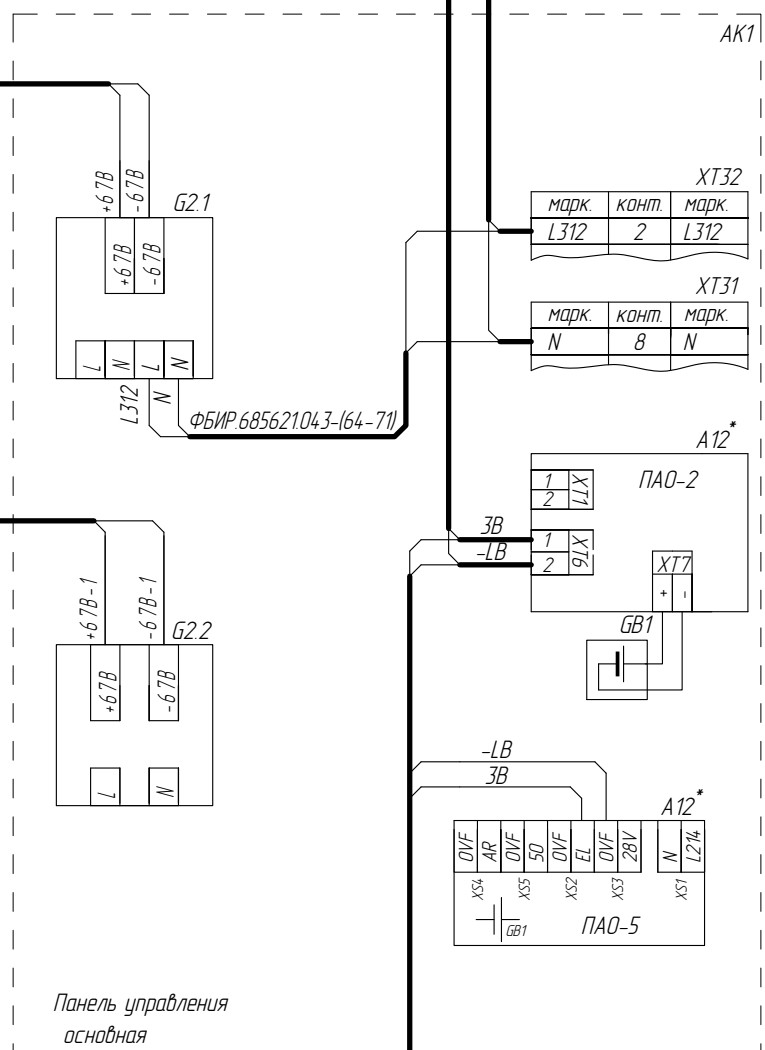 АК1
+67В
-67В
G2.1
+67В
-67В
L
N
L
N
L312
N
ФБИР.685621.043-(64-71)
XT32
марк. конт. марк.
L312 2 L312
XT31
марк. конт. марк.
N 8 N
А12*
ПАО-2
1
2
XT1
3В
-LB
1
2
XT6
XT7
+
-
GB1
+67В-1
-67В-1
G2.2
+67В
-67В
L
N
-LB
3В
А12*
0VF
AR
0VF
50
0VF
EL
0VF
28V
N
L214
XS4
XS5
XS2
XS3
XS1
GB1
ПАО-5
Панель управления
основная